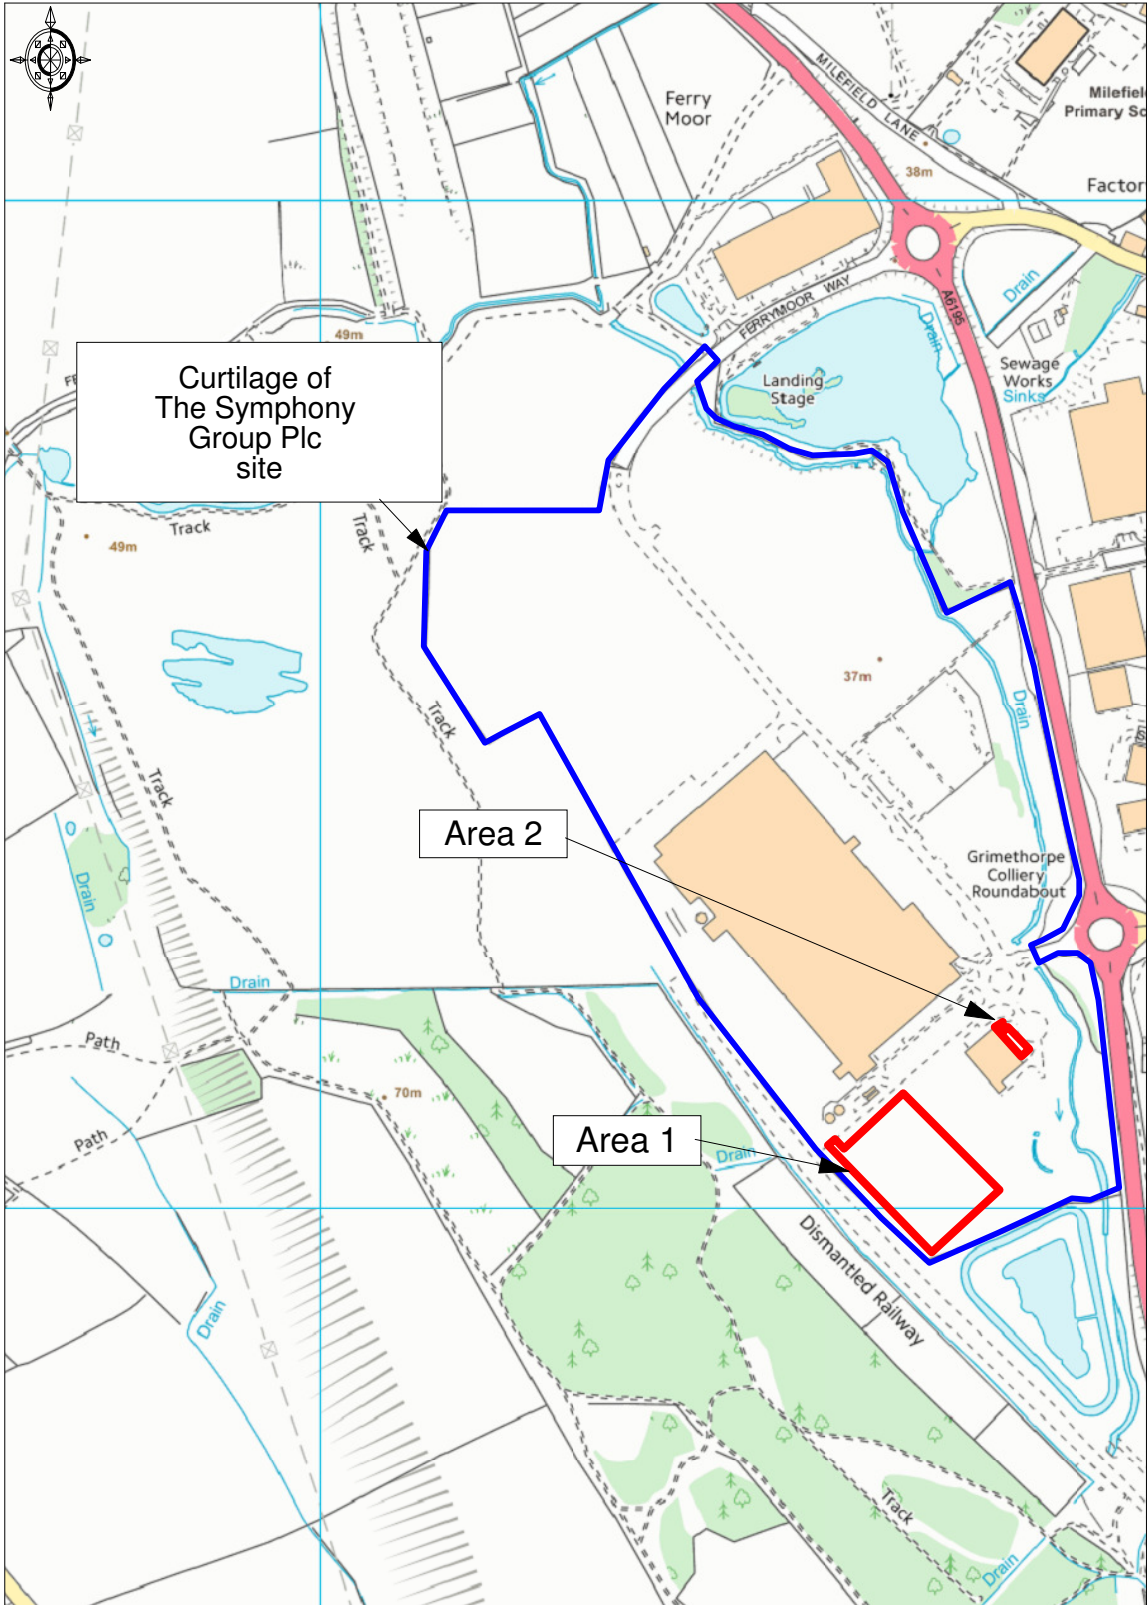 MILEFIELD LANE
Milefiel
Primary Sc
Ferry
Moor
38m
Factor
FERRYMOOR WAY
A6195
Drain
Drain
49m
Sewage
Works
Sinks
Landing
Stage
Curtilage of
The Symphony
Group Plc
site
Track
Track
49m
37m
Drain
Track
Track
Area 2
Grimethorpe
Colliery
Roundabout
Drain
Drain
Path
70m
Path
Area 1
Drain
Dismantled Railway
Drain
Track
Drain